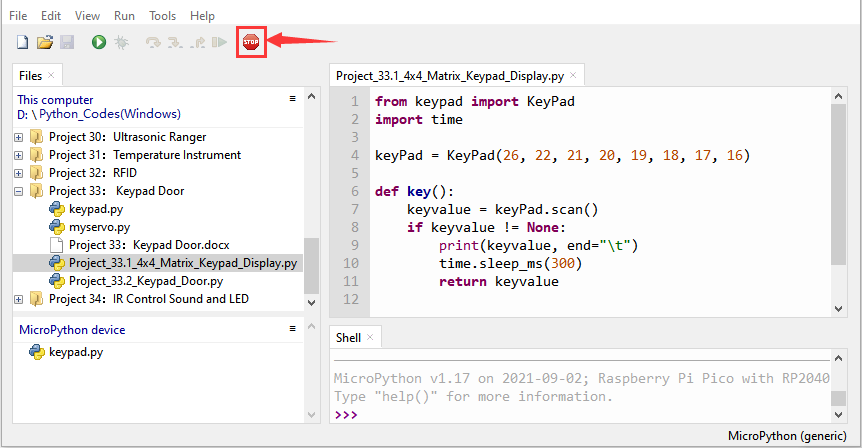 File Edit View Run Tools Help
STOP
Files
This computer
D: \Python_Codes(Windows)
Project 30: Ultrasonic Ranger
Project 31: Temperature Instrument
Project 32: RFID
Project 33: Keypad Door
keypad.py
myservo.py
Project 33: Keypad Door.docx
Project_33.1_4x4_Matrix_Keypad_Display.py
Project_33.2_Keypad_Door.py
Project 34: IR Control Sound and LED
MicroPython device
keypad.py
Project_33.1_4x4_Matrix_Keypad_Display.py
1 from keypad import KeyPad
2 import time
3
4 keyPad = KeyPad(26, 22, 21, 20, 19, 18, 17, 16)
5
6 def key():
7     keyvalue = keyPad.scan()
8     if keyvalue != None:
9         print(keyvalue, end="\t")
10         time.sleep_ms(300)
11         return keyvalue
12
Shell
MicroPython v1.17 on 2021-09-02; Raspberry Pi Pico with RP2040
Type "help()" for more information.
>>>
MicroPython (generic)